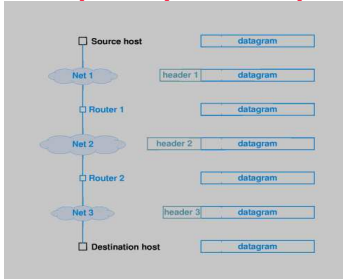 Source host datagram
Net 1 header 1 datagram
Router 1 datagram
Net 2 header 2 datagram
Router 2 datagram
Net 3 header 3 datagram
Destination host datagram